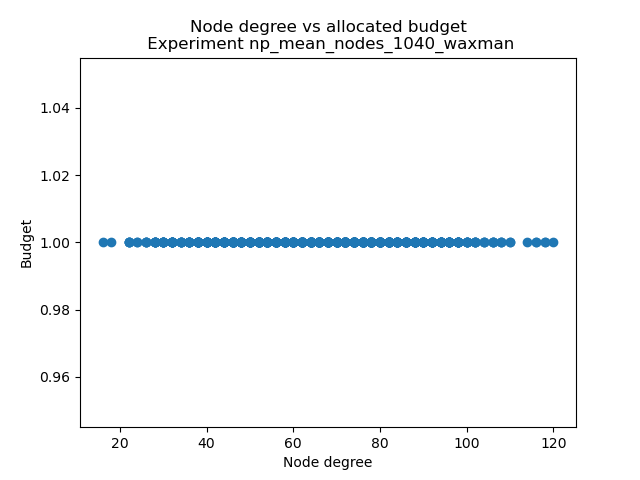 Node degree vs allocated budget
Experiment np_mean_nodes_1040_waxman
1.04
1.02
1.00
0.98
0.96
Budget
20 40 60 80 100 120
Node degree